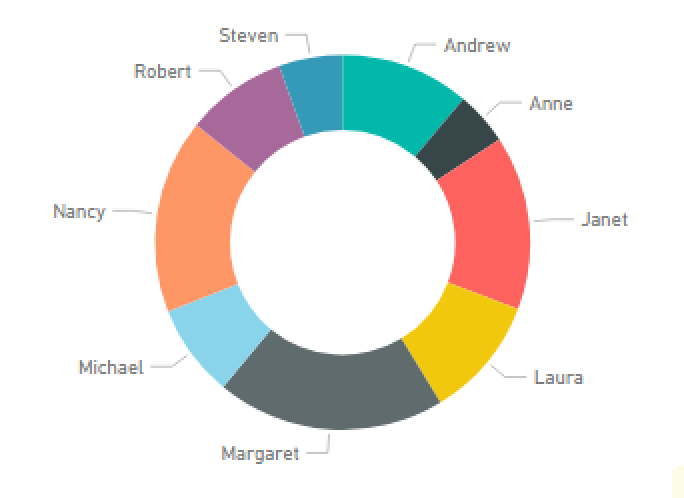 Steven
Andrew
Robert
Anne
Nancy
Janet
Michael
Laura
Margaret